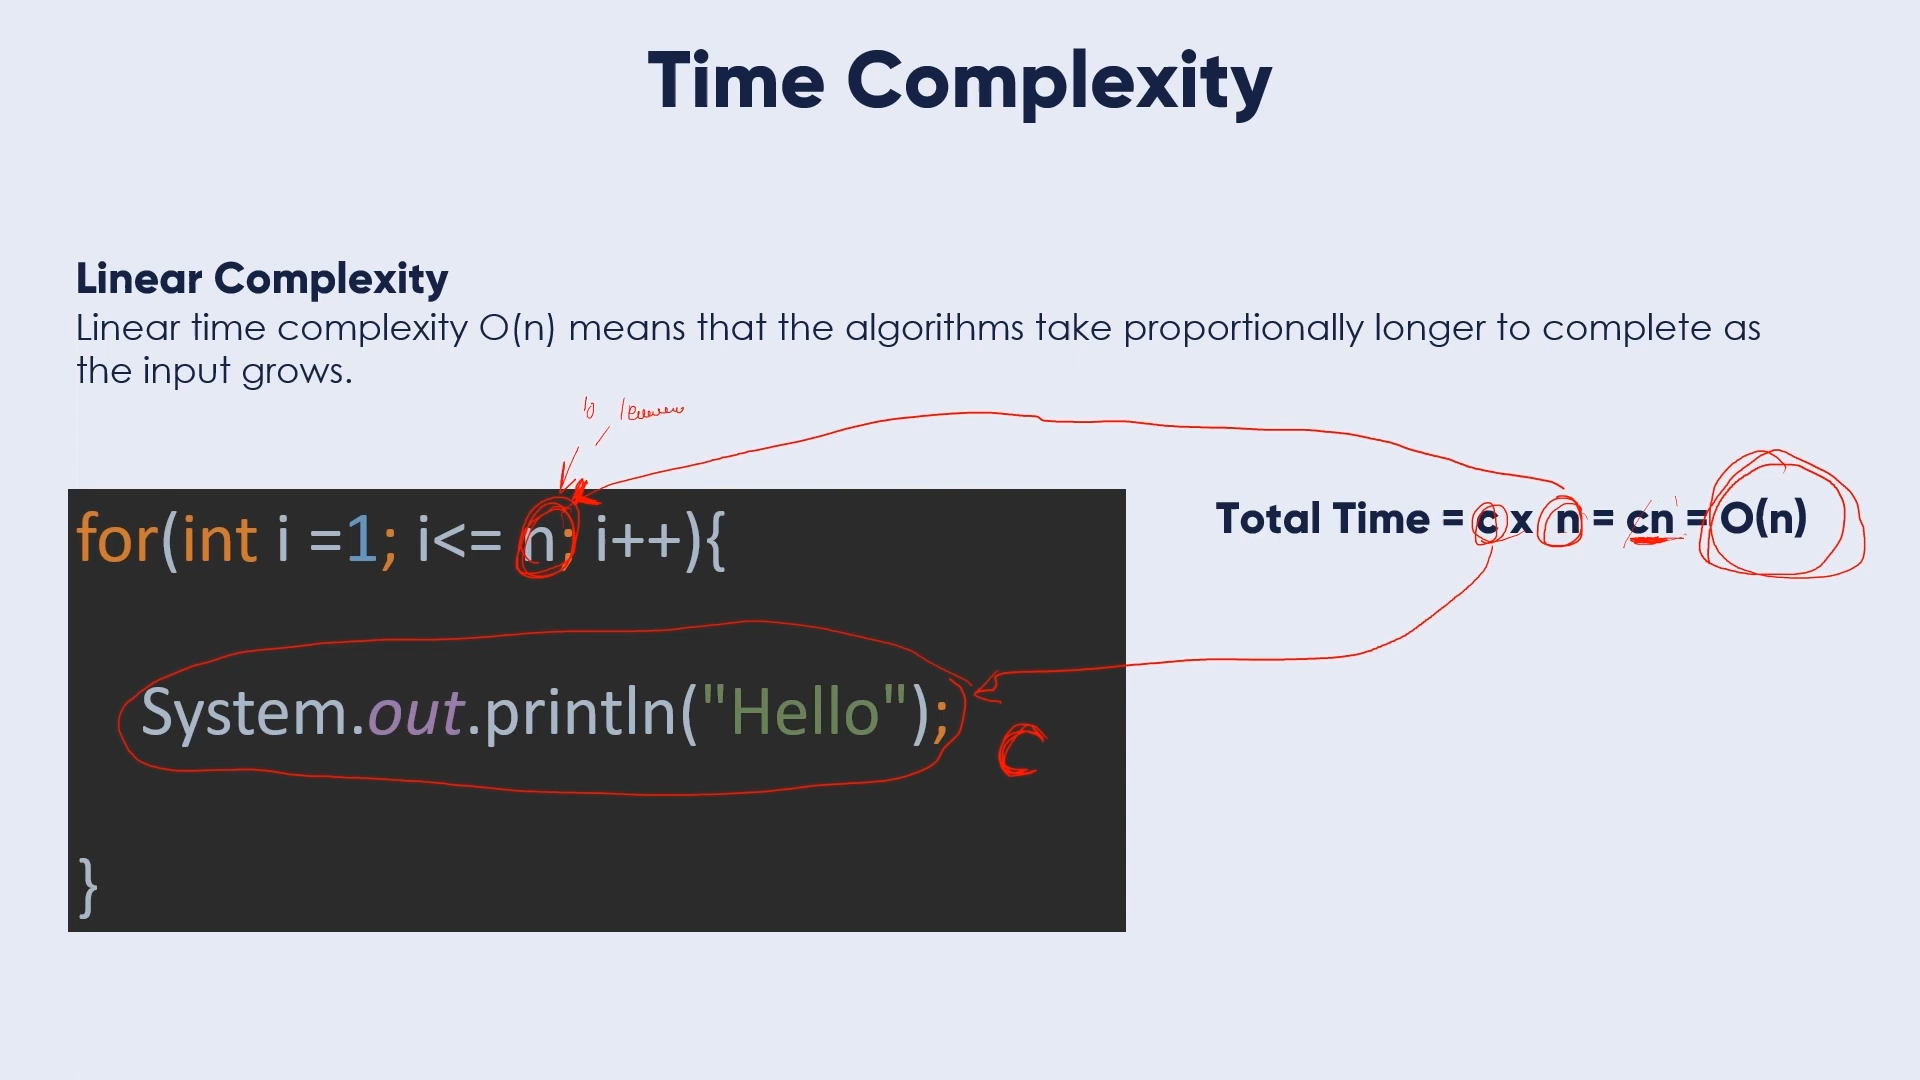 Time Complexity
Linear Complexity
Linear time complexity O(n) means that the algorithms take proportionally longer to complete as
the input grows.
10
for(int i =1; i<= n; i++){
Total Time = c x n = cn = O(n)
System.out.println("Hello");
C
}